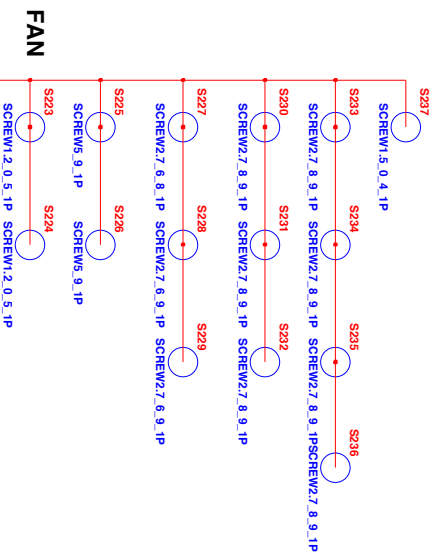 FAN
S237
SCREW1.5_0_4_1P
S233
SCREW2.7_8_9_1P
S234
SCREW2.7_8_9_1P
S235
SCREW2.7_8_9_1P
S236
SCREW2.7_8_9_1P
S230
SCREW2.7_8_9_1P
S231
SCREW2.7_8_9_1P
S232
SCREW2.7_8_9_1P
S227
SCREW2.7_6_8_1P
S228
SCREW2.7_6_9_1P
S229
SCREW2.7_6_9_1P
S225
SCREW5_9_1P
S226
SCREW5_9_1P
S223
SCREW1.2_0_5_1P
S224
SCREW1.2_0_5_1P